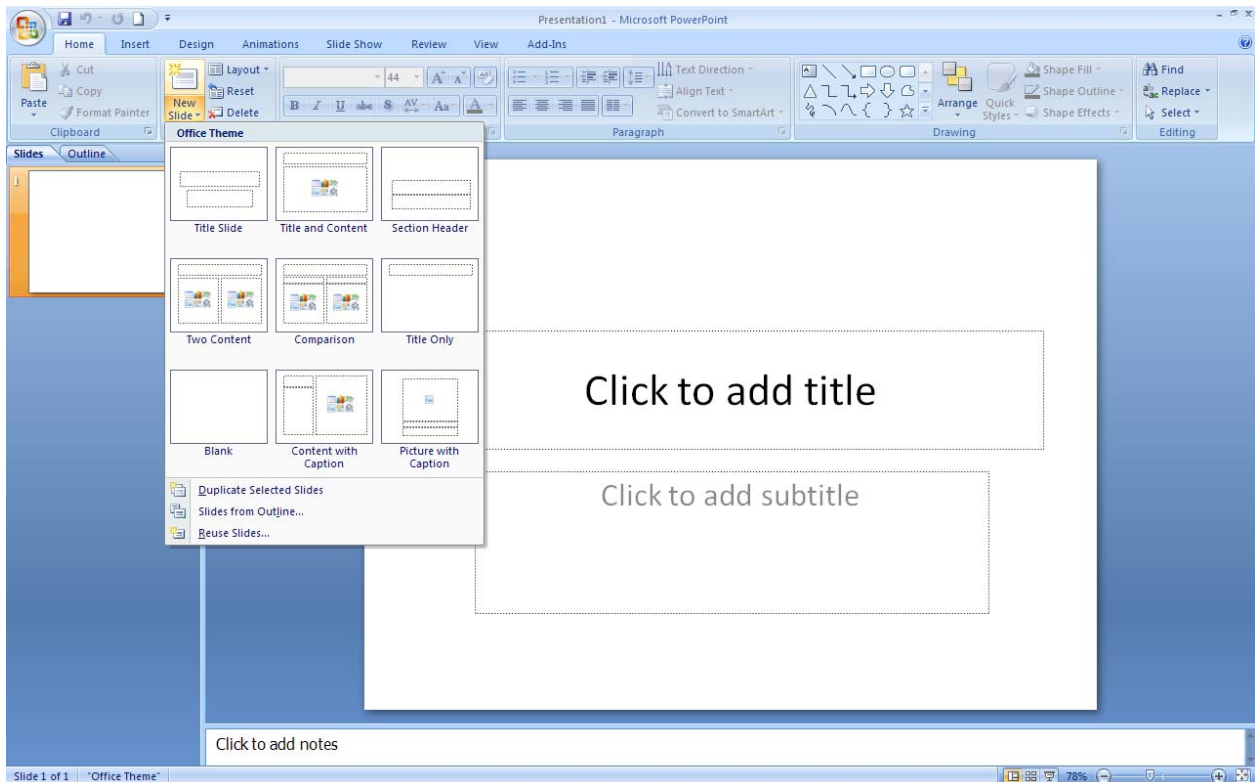 Presentation1 - Microsoft PowerPoint
Home Insert Design Animations Slide Show Review View Add-Ins
Cut
Copy
Format Painter
Paste
Clipboard
New Slide
Layout
Reset
Delete
44
B I U abc S AV Aa A
Text Direction
Align Text
Convert to SmartArt
Paragraph
Arrange
Quick Styles
Shape Fill
Shape Outline
Shape Effects
Drawing
Find
Replace
Select
Editing
Slides Outline
1
Office Theme
Title Slide
Title and Content
Section Header
Two Content
Comparison
Title Only
Blank
Content with Caption
Picture with Caption
Duplicate Selected Slides
Slides from Outline...
Reuse Slides...
Click to add title
Click to add subtitle
Click to add notes
Slide 1 of 1 "Office Theme" 78%